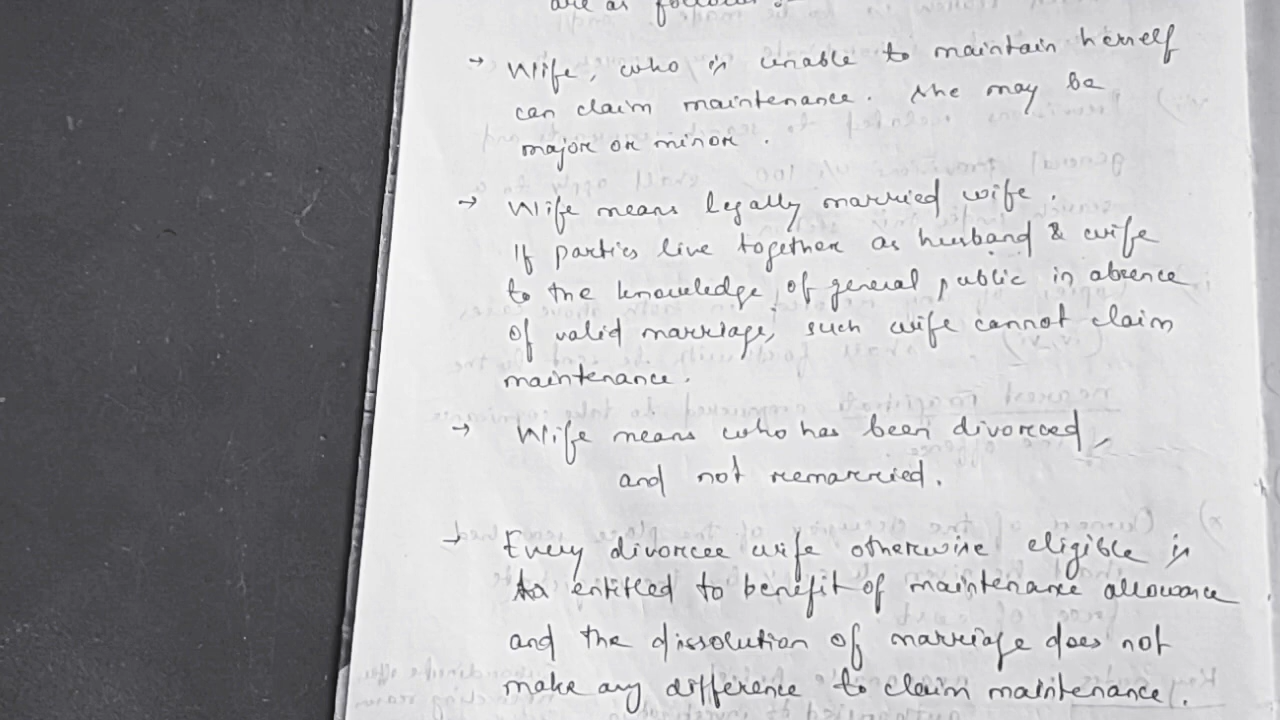 are as follows :-
→ Wife, who is unable to maintain herself
can claim maintenance. She may be
major or minor.
→ Wife means legally married wife.
If parties live together as husband & wife
to the knowledge of general public in absence
of valid marriage, such wife cannot claim
maintenance.
→ Wife means who has been divorced,
and not remarried.
→ Every divorcee wife otherwise eligible is
entitled to benefit of maintenance allowance
and the dissolution of marriage does not
make any difference to claim maintenance.